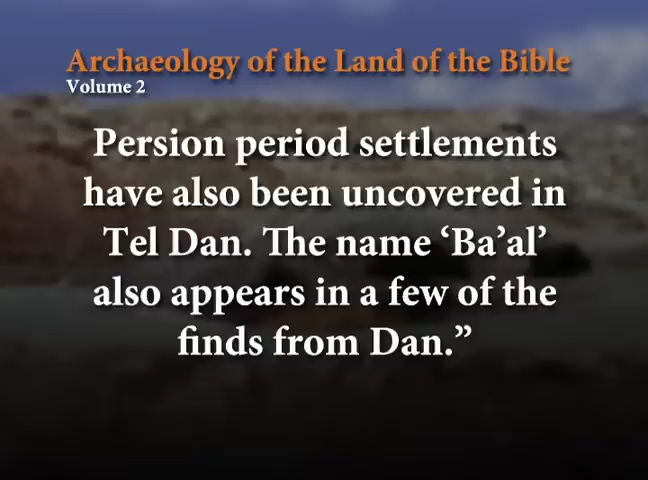 Archaeology of the Land of the Bible
Volume 2
Persion period settlements
have also been uncovered in
Tel Dan. The name ‘Ba’al’
also appears in a few of the
finds from Dan.”